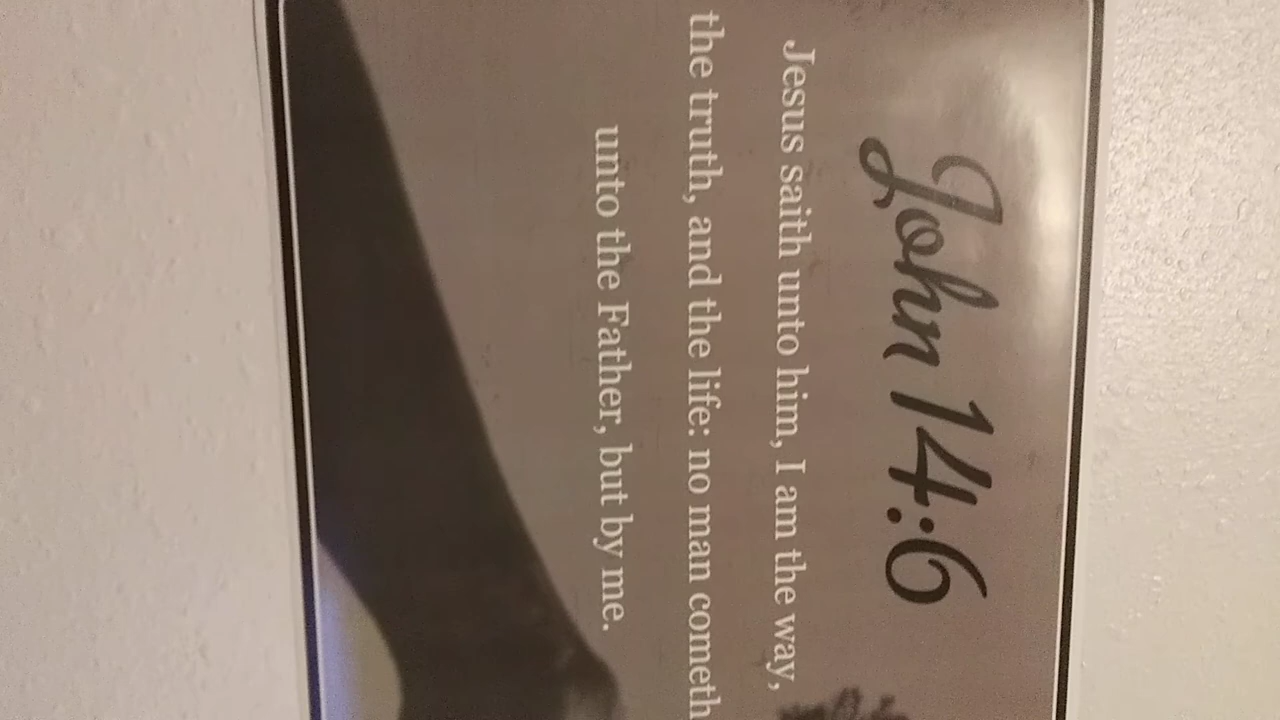 John 14:6
Jesus saith unto him, I am the way,
the truth, and the life: no man cometh
unto the Father, but by me.